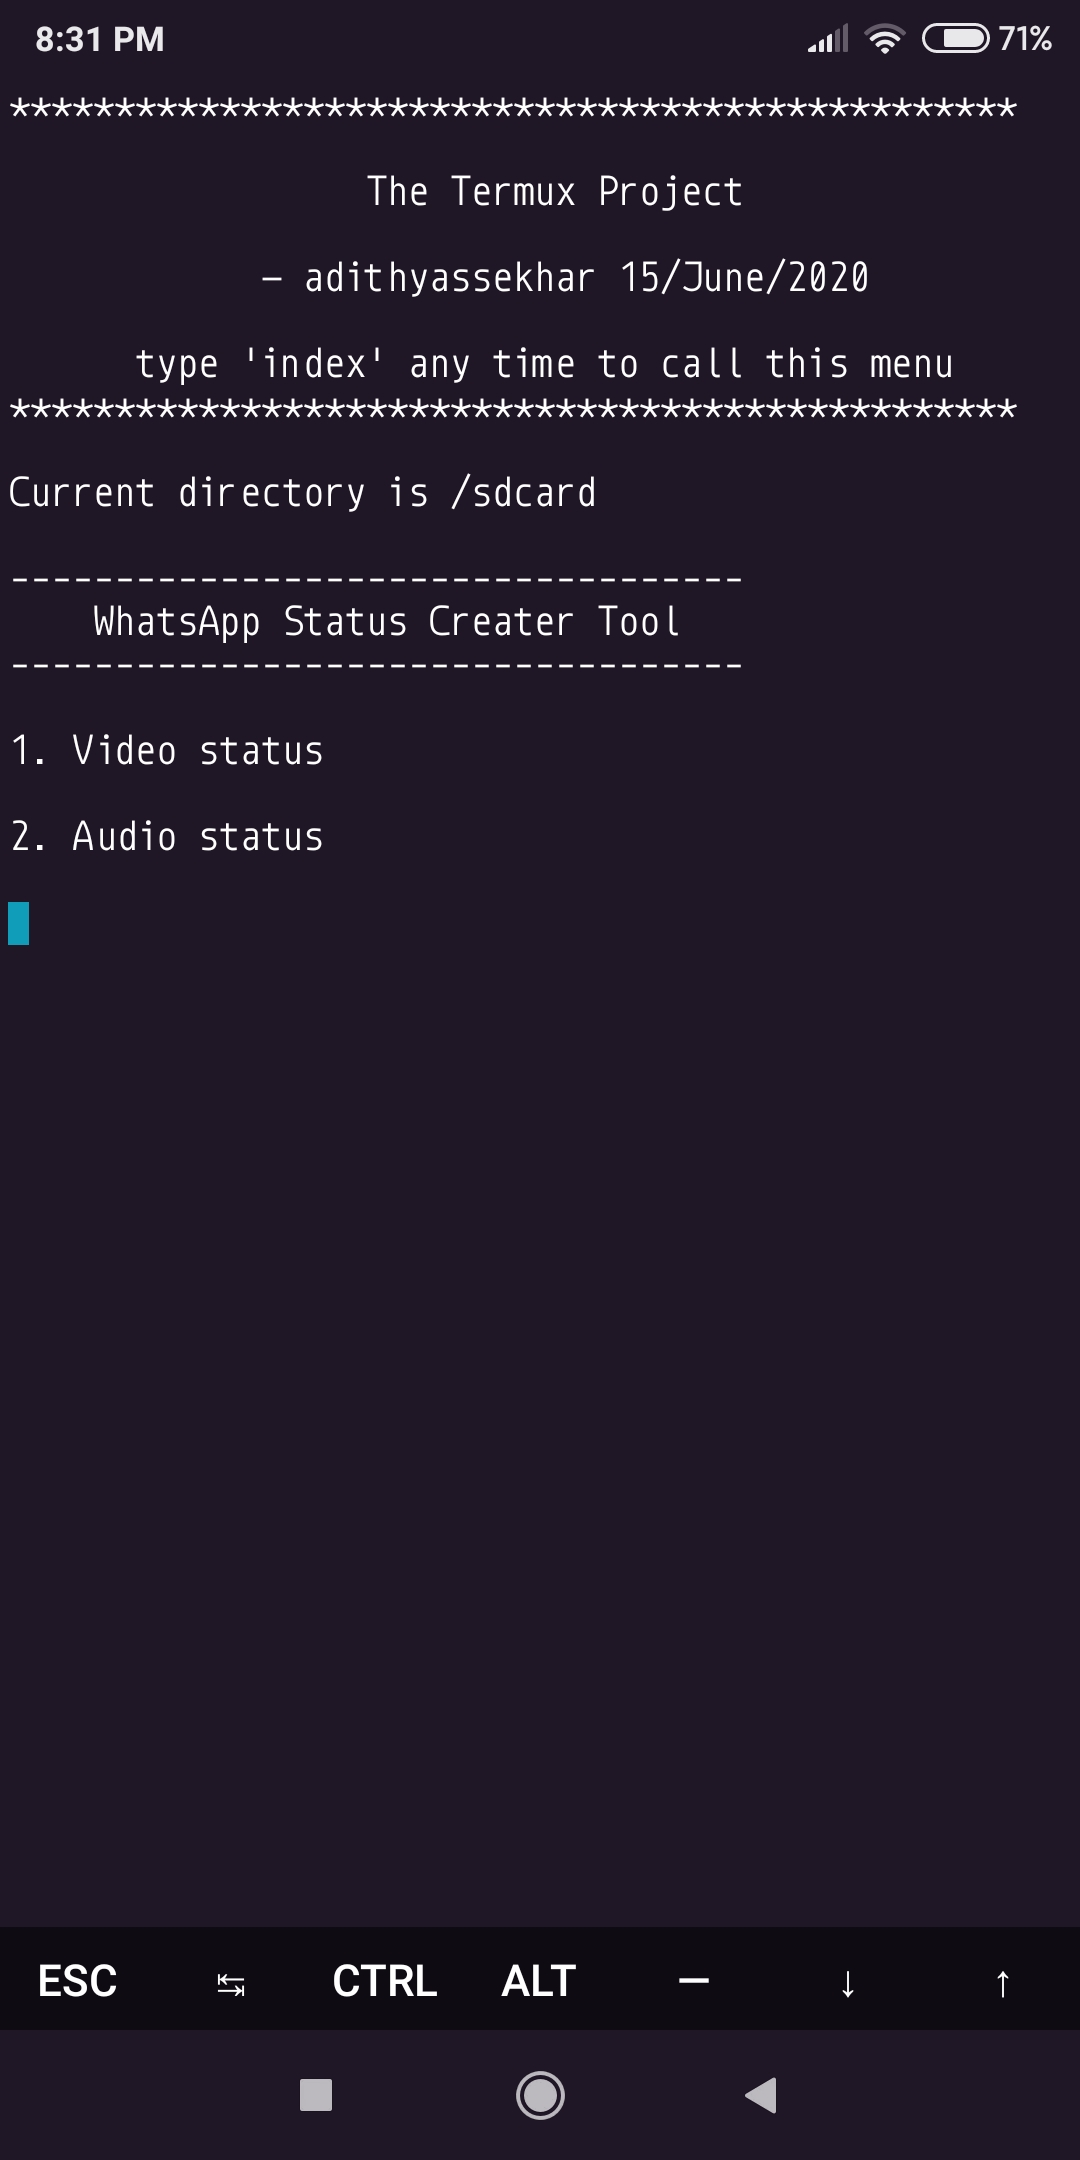 8:31 PM 71%
************************************************
The Termux Project
- adithyassekhar 15/June/2020
type 'index' any time to call this menu
************************************************
Current directory is /sdcard
-----------------------------------
WhatsApp Status Creater Tool
-----------------------------------
1. Video status
2. Audio status
ESC ↹ CTRL ALT — ↓ ↑